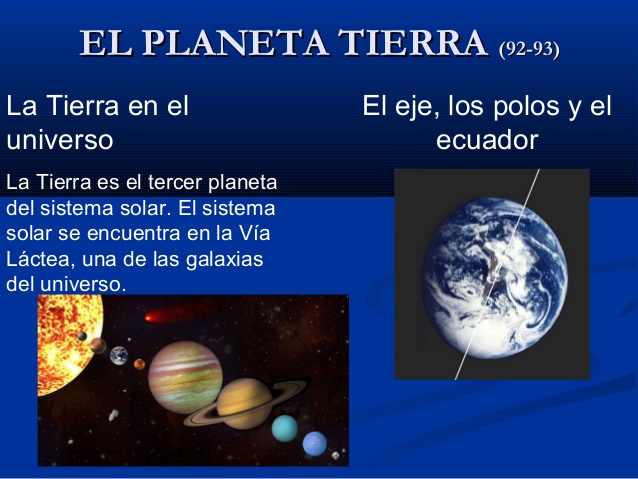 EL PLANETA TIERRA (92-93)
La Tierra en el
universo
La Tierra es el tercer planeta
del sistema solar. El sistema
solar se encuentra en la Vía
Láctea, una de las galaxias
del universo.
El eje, los polos y el
ecuador